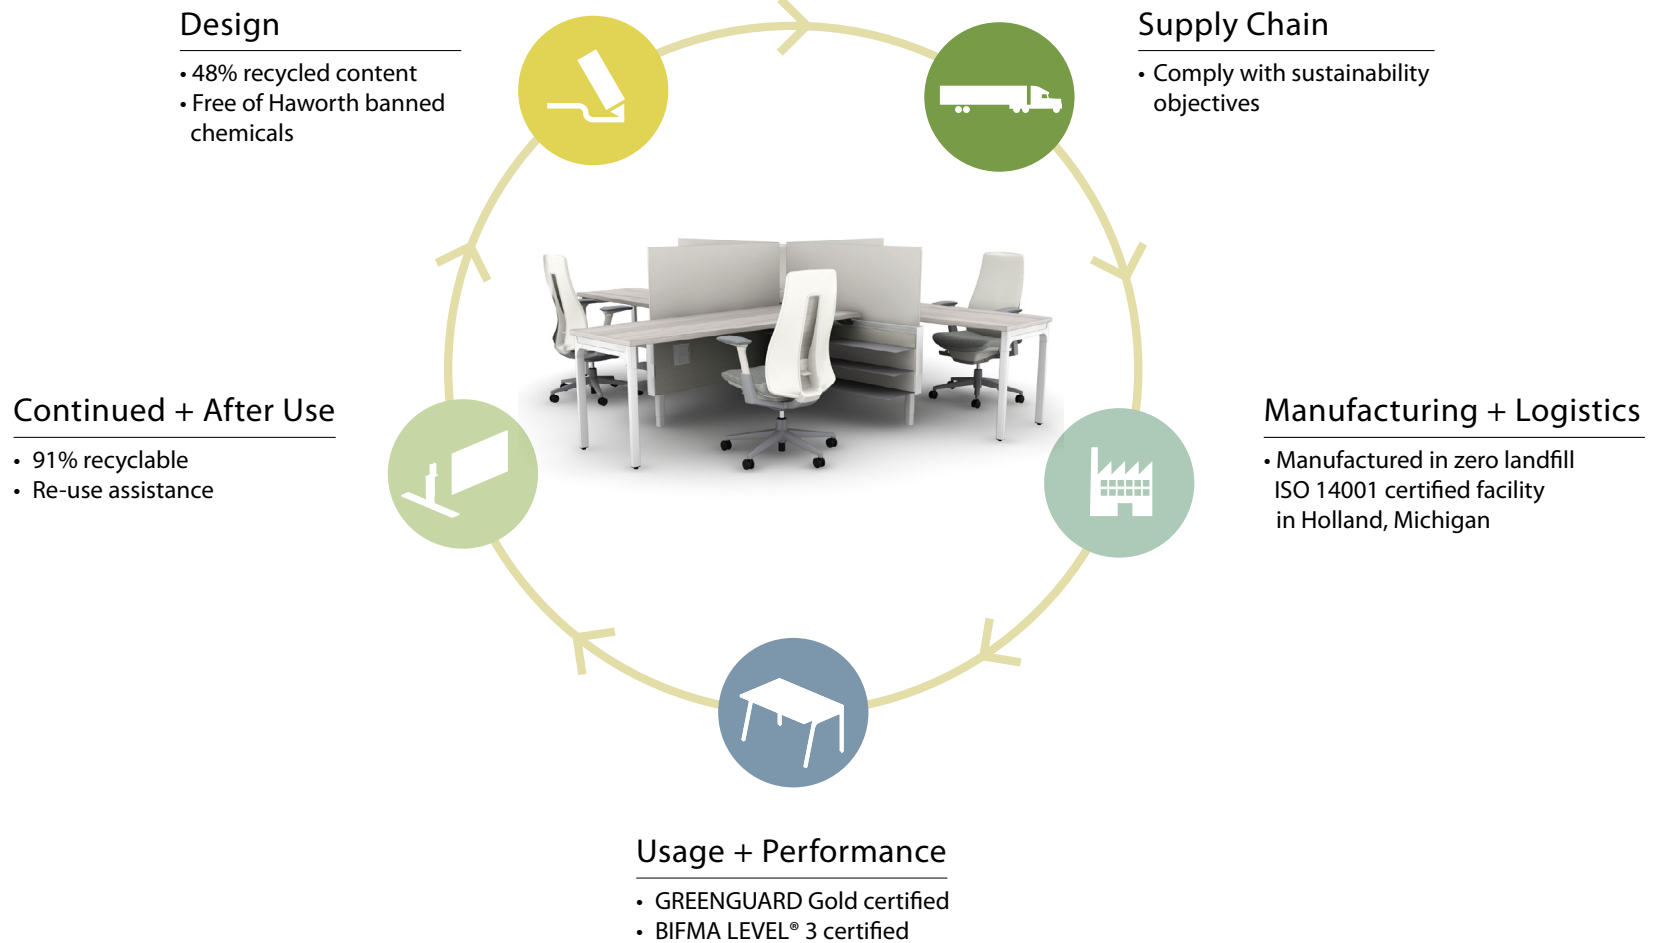 Design
• 48% recycled content
• Free of Haworth banned
chemicals
Supply Chain
• Comply with sustainability
objectives
Continued + After Use
• 91% recyclable
• Re-use assistance
Manufacturing + Logistics
• Manufactured in zero landfill
ISO 14001 certified facility
in Holland, Michigan
Usage + Performance
• GREENGUARD Gold certified
• BIFMA LEVEL® 3 certified